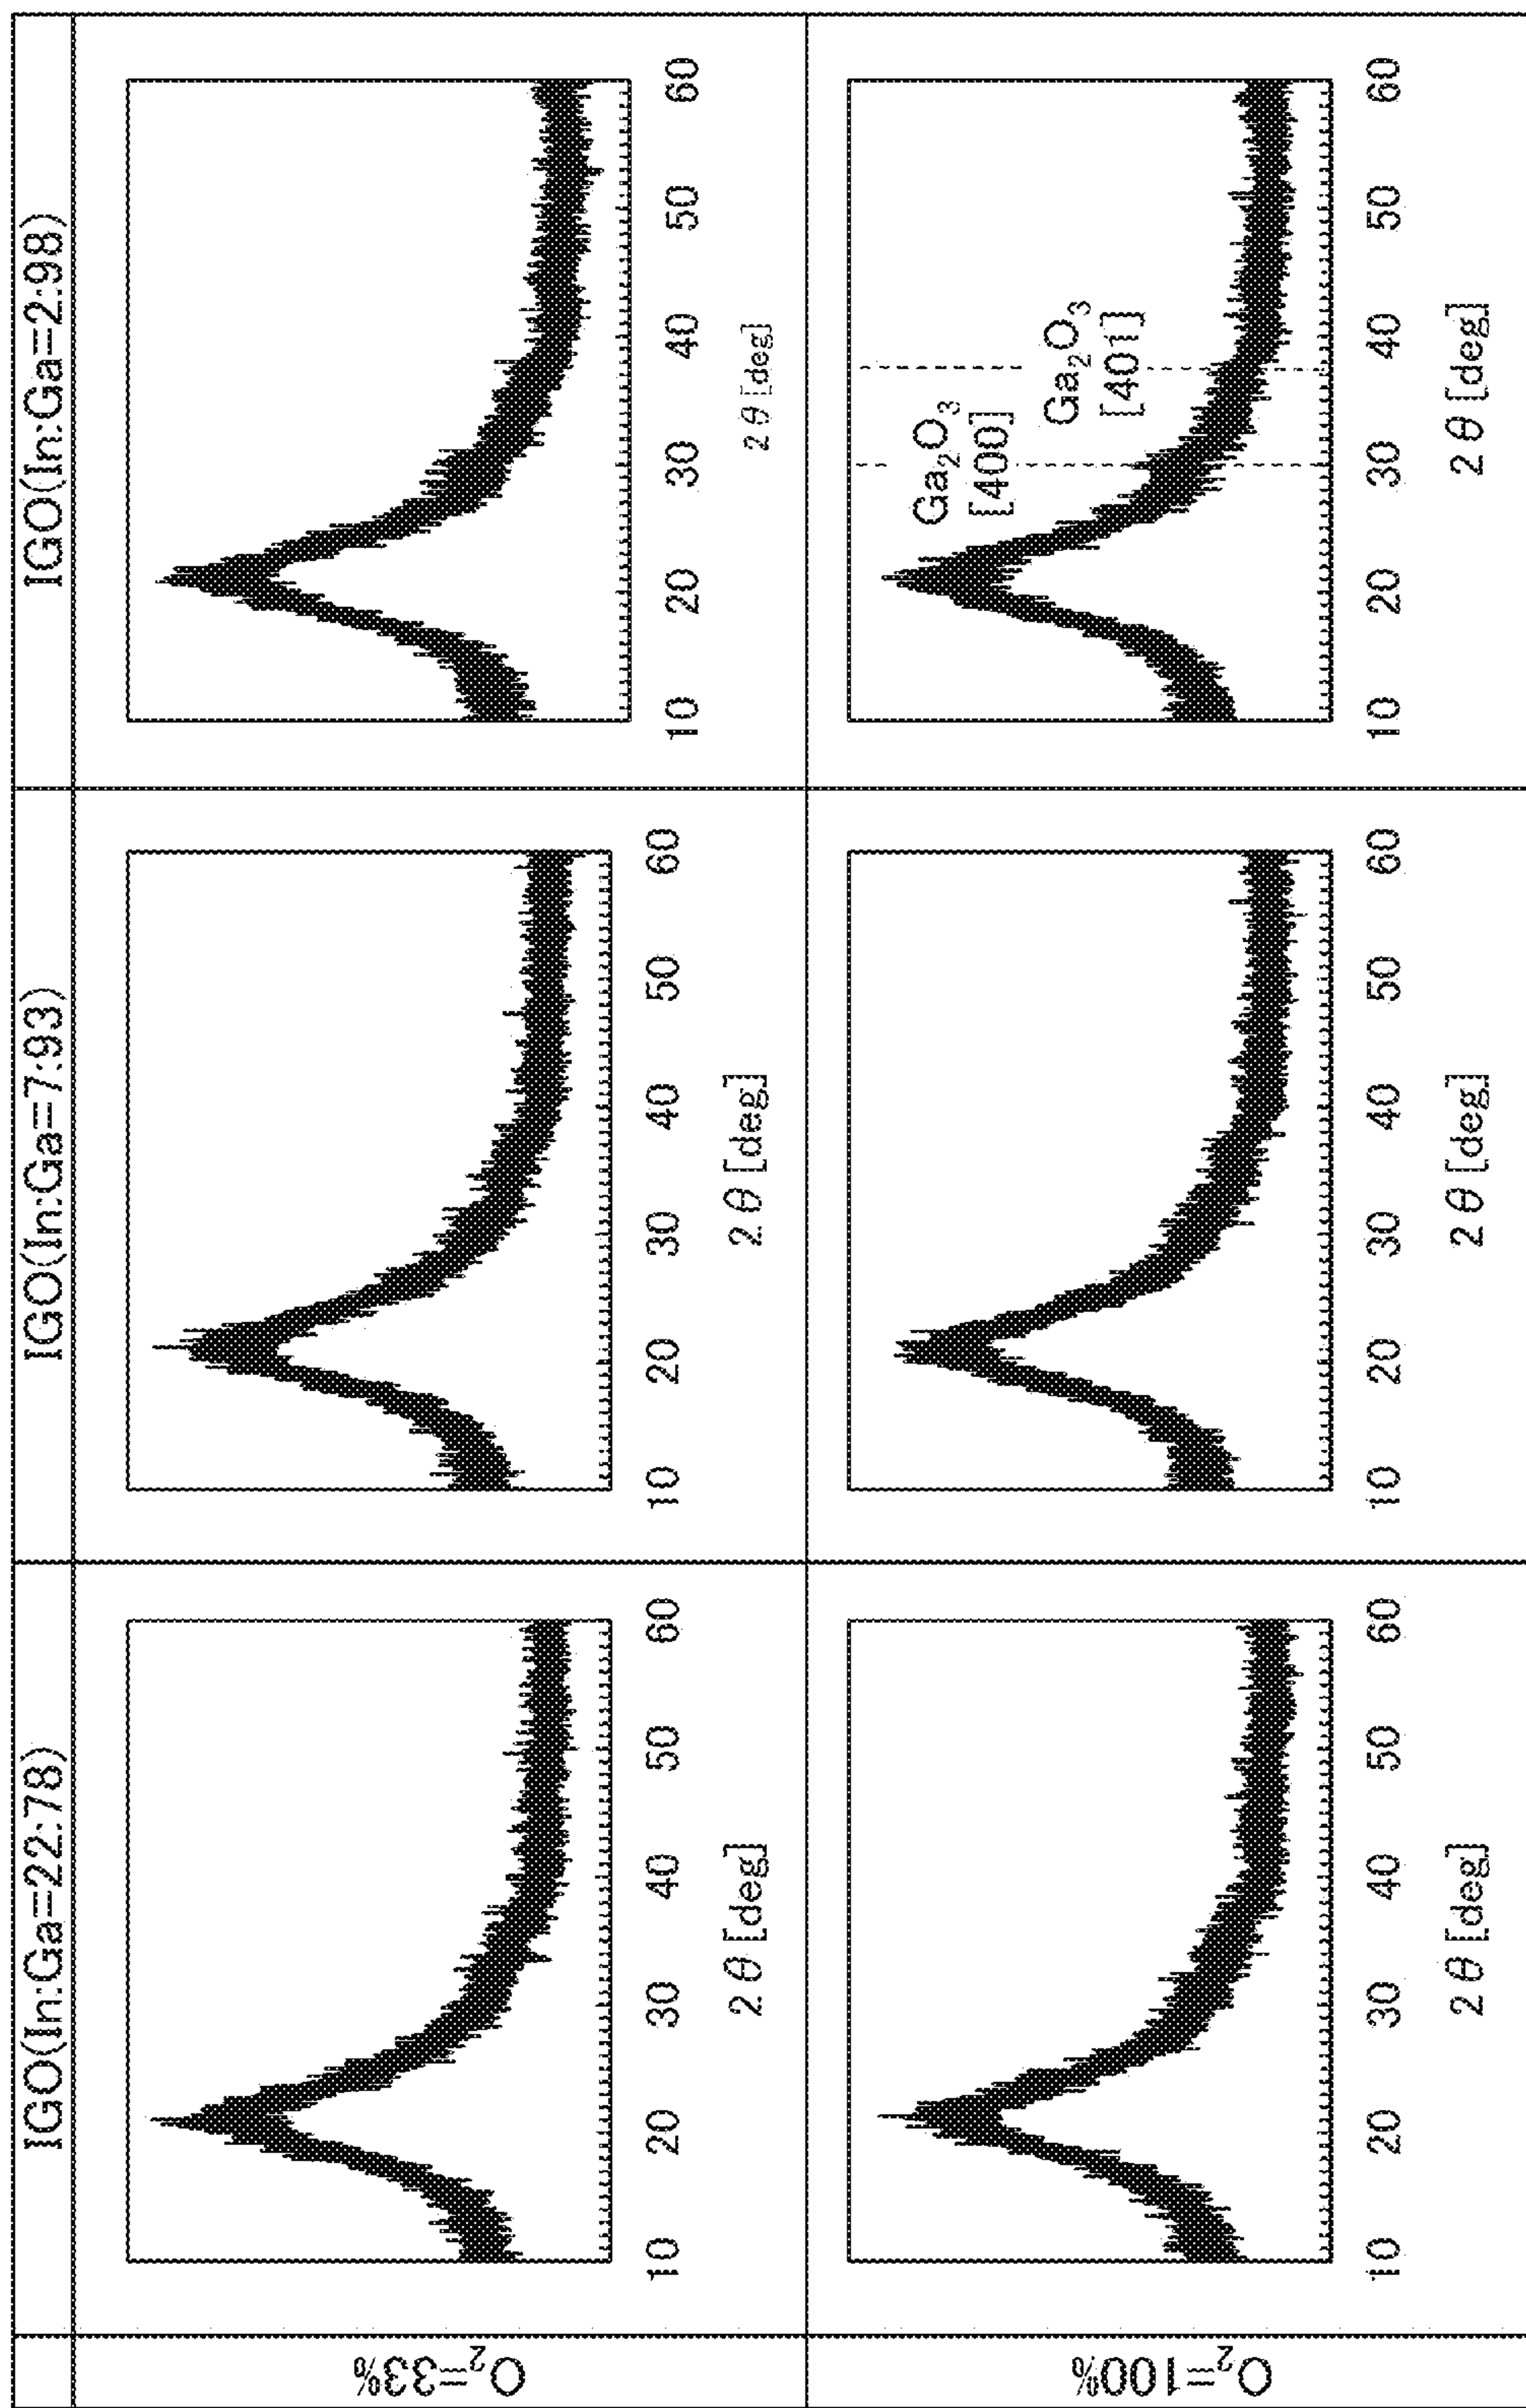 IGO(In:Ga=22:78)
IGO(In:Ga=7:93)
IGO(In:Ga=2:98)
O₂=33%
10 20 30 40 50 60
2θ [deg]
10 20 30 40 50 60
2θ [deg]
10 20 30 40 50 60
2θ [deg]
O₂=100%
10 20 30 40 50 60
2θ [deg]
10 20 30 40 50 60
2θ [deg]
Ga₂O₃
[400]
Ga₂O₃
[401]
10 20 30 40 50 60
2θ [deg]